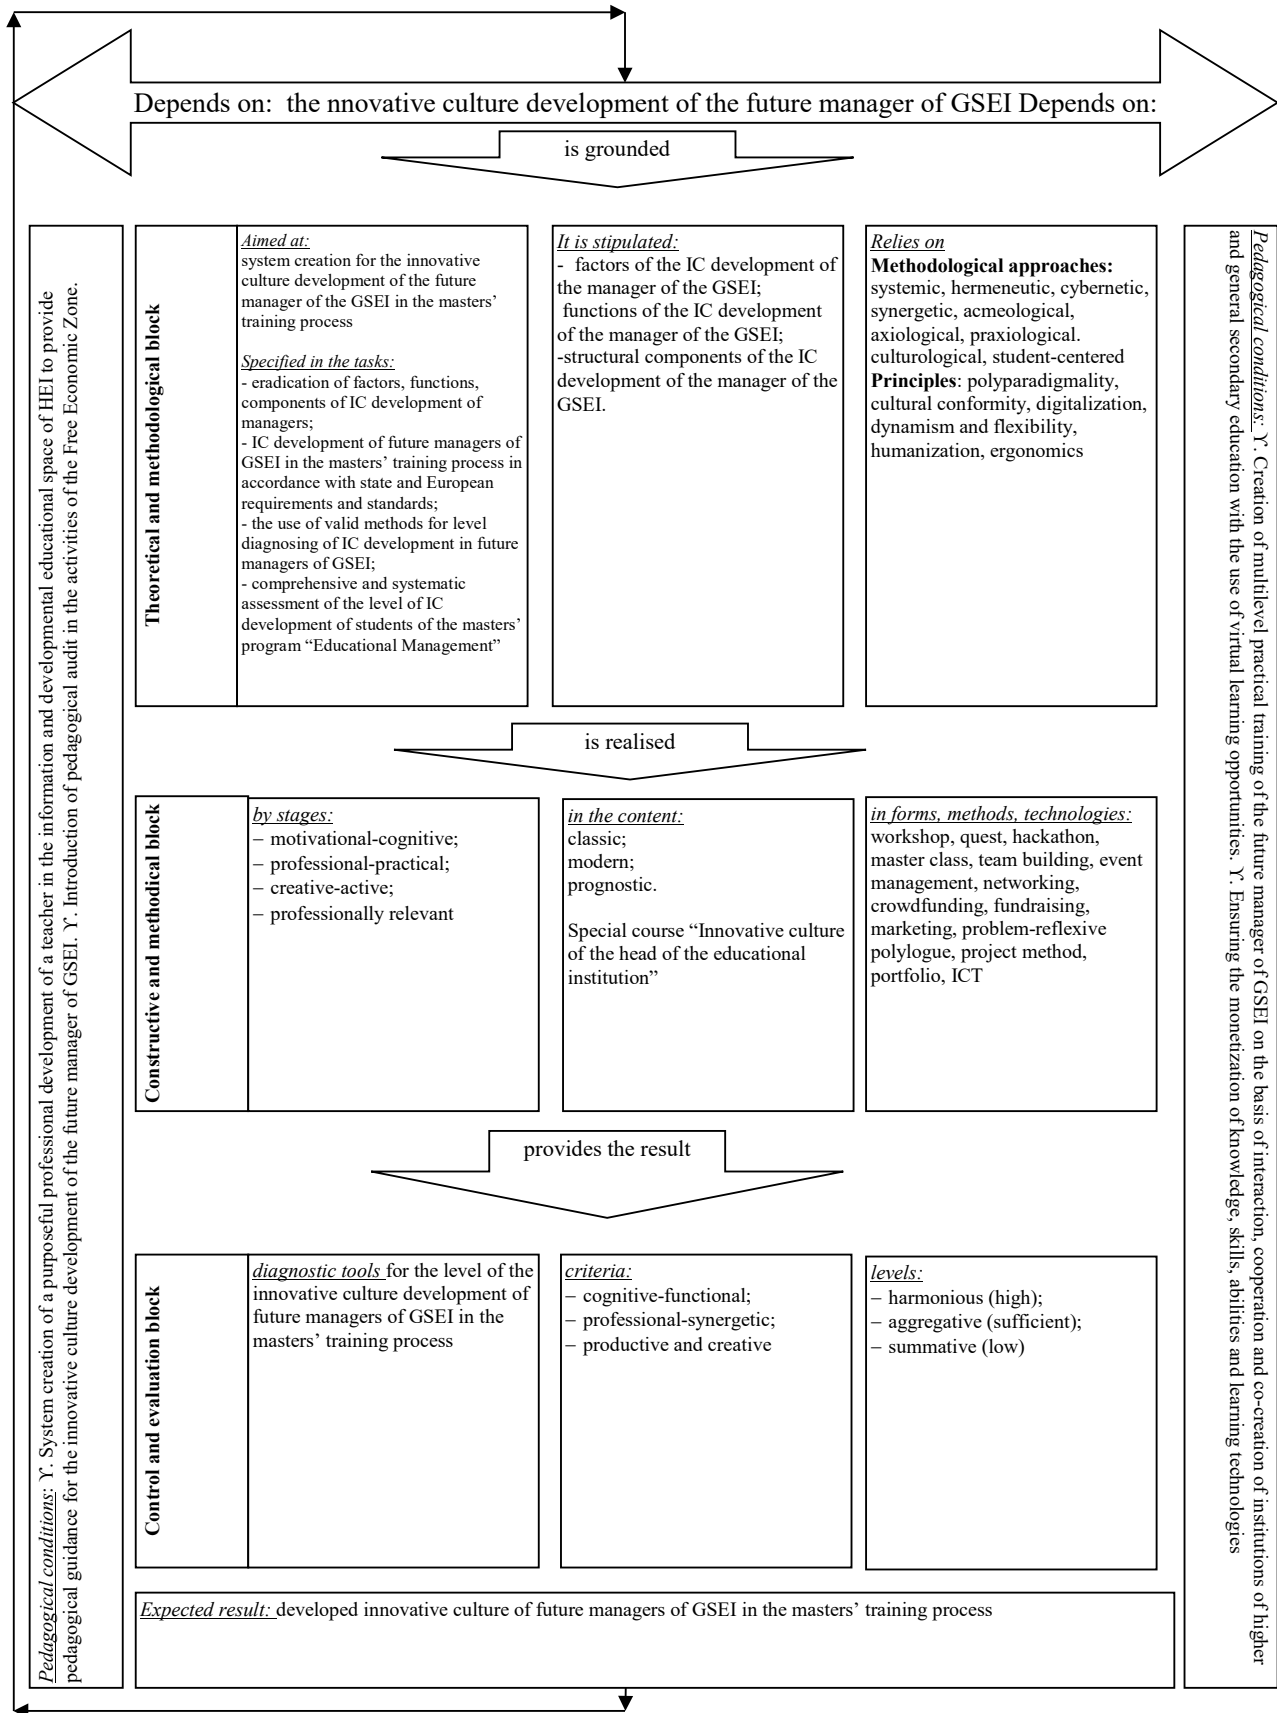 Depends on:  the nnovative culture development of the future manager of GSEI Depends on:
is grounded
Pedagogical conditions: ϒ. System creation of a purposeful professional development of a teacher in the information and developmental educational space of HEI to provide
pedagogical guidance for the innovative culture development of the future manager of GSEI. ϒ. Introduction of pedagogical audit in the activities of the Free Economic Zone.
Theoretical and methodological block
Aimed at:
system creation for the innovative
culture development of the future
manager of the GSEI in the masters’
training process
Specified in the tasks:
- eradication of factors, functions,
components of IC development of
managers;
- IC development of future managers of
GSEI in the masters’ training process in
accordance with state and European
requirements and standards;
- the use of valid methods for level
diagnosing of IC development in future
managers of GSEI;
- comprehensive and systematic
assessment of the level of IC
development of students of the masters’
program “Educational Management”
It is stipulated:
-  factors of the IC development of
the manager of the GSEI;
functions of the IC development
of the manager of the GSEI;
-structural components of the IC
development of the manager of the
GSEI.
Relies on
Methodological approaches:
systemic, hermeneutic, cybernetic,
synergetic, acmeological,
axiological, praxiological.
culturological, student-centered
Principles: polyparadigmality,
cultural conformity, digitalization,
dynamism and flexibility,
humanization, ergonomics
Pedagogical conditions: ϒ. Creation of multilevel practical training of the future manager of GSEI on the basis of interaction, cooperation and co-creation of institutions of higher
and general secondary education with the use of virtual learning opportunities. ϒ. Ensuring the monetization of knowledge, skills, abilities and learning technologies
is realised
Constructive and methodical block
by stages:
– motivational-cognitive;
– professional-practical;
– creative-active;
– professionally relevant
in the content:
classic;
modern;
prognostic.
Special course “Innovative culture
of the head of the educational
institution”
in forms, methods, technologies:
workshop, quest, hackathon,
master class, team building, event
management, networking,
crowdfunding, fundraising,
marketing, problem-reflexive
polylogue, project method,
portfolio, ICT
provides the result
Control and evaluation block
diagnostic tools for the level of the
innovative culture development of
future managers of GSEI in the
masters’ training process
criteria:
– cognitive-functional;
– professional-synergetic;
– productive and creative
levels:
– harmonious (high);
– aggregative (sufficient);
– summative (low)
Expected result: developed innovative culture of future managers of GSEI in the masters’ training process